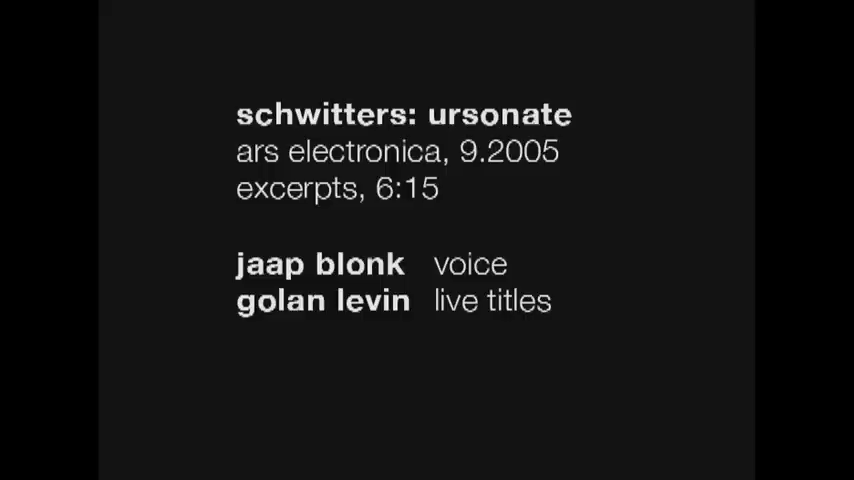 schwitters: ursonate
ars electronica, 9.2005
excerpts, 6:15
jaap blonk voice
golan levin live titles